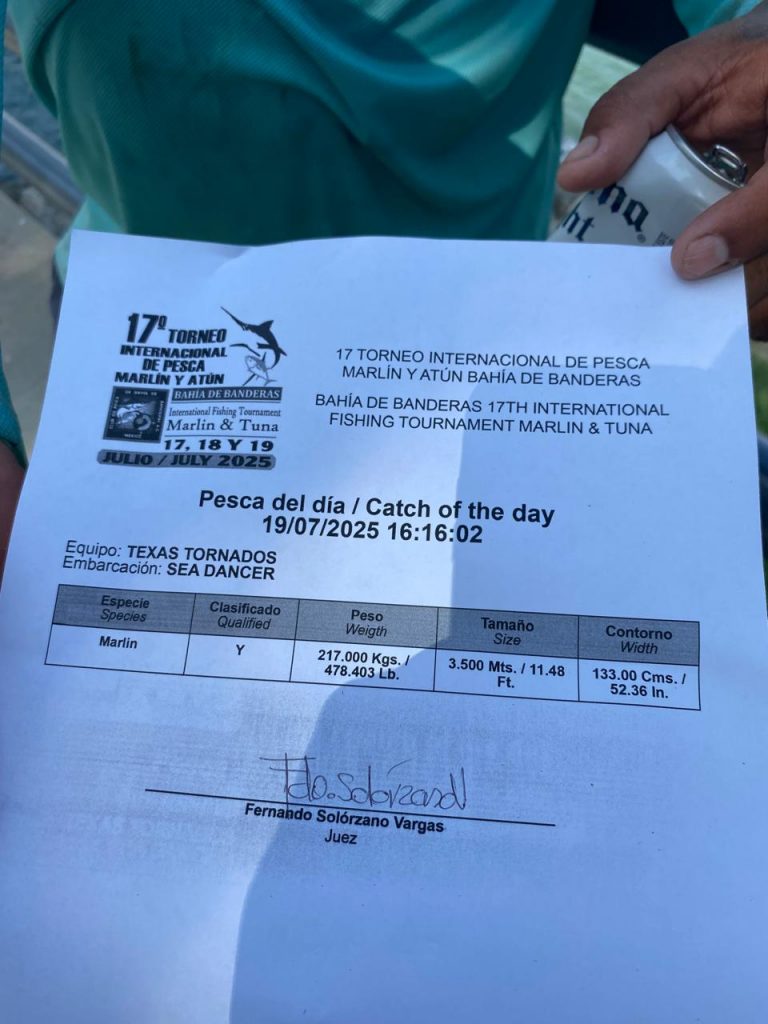 17º TORNEO
INTERNACIONAL
DE PESCA
MARLÍN Y ATÚN
BAHÍA DE BANDERAS
International Fishing Tournament
Marlin & Tuna
17, 18 Y 19
JULIO / JULY 2025
17 TORNEO INTERNACIONAL DE PESCA
MARLÍN Y ATÚN BAHÍA DE BANDERAS
BAHÍA DE BANDERAS 17TH INTERNATIONAL
FISHING TOURNAMENT MARLIN & TUNA
Pesca del día / Catch of the day
19/07/2025 16:16:02
Equipo: TEXAS TORNADOS
Embarcación: SEA DANCER
Especie Clasificado Peso Tamaño Contorno
Species Qualified Weigth Size Width
Marlin Y 217.000 Kgs. / 3.500 Mts. / 11.48 133.00 Cms. /
478.403 Lb. Ft. 52.36 In.
Fdo. Solórzano V
Fernando Solórzano Vargas
Juez